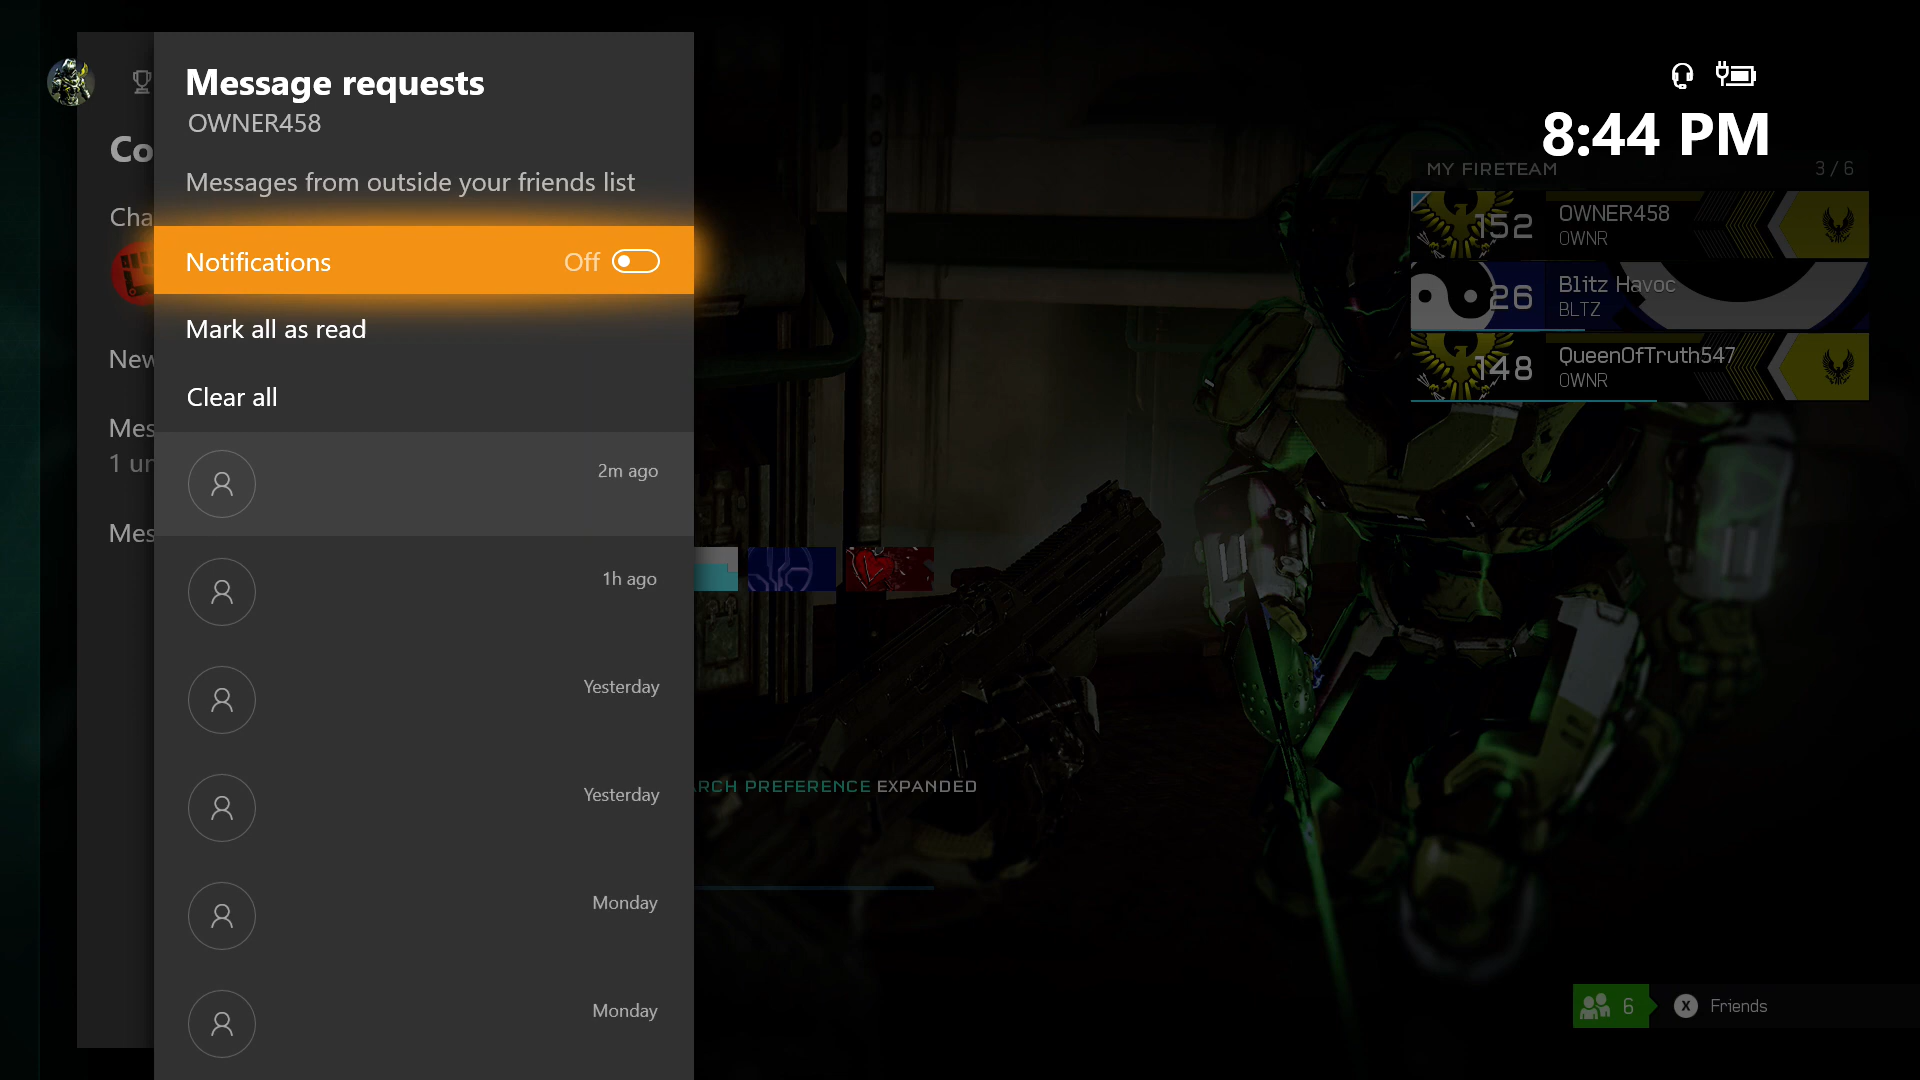 Message requests
OWNER458
Messages from outside your friends list
Notifications
Off
Mark all as read
Clear all
2m ago
1h ago
Yesterday
Yesterday
Monday
Monday
Co
Cha
New
Mes
1 un
Mes
8:44 PM
MY FIRETEAM
3 / 6
152
OWNER458
OWNR
26
Blitz Havoc
BLTZ
148
QueenOfTruth547
OWNR
ARCH PREFERENCE EXPANDED
6
X
Friends